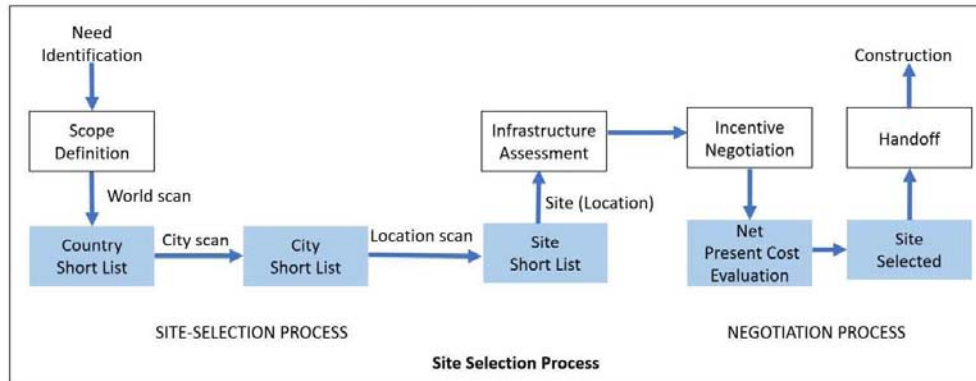 Need
Identification
Scope
Definition
World scan
Country
Short List
City scan
City
Short List
Location scan
Site
Short List
Site (Location)
Infrastructure
Assessment
Incentive
Negotiation
Net
Present Cost
Evaluation
Site
Selected
Handoff
Construction
SITE-SELECTION PROCESS
NEGOTIATION PROCESS
Site Selection Process